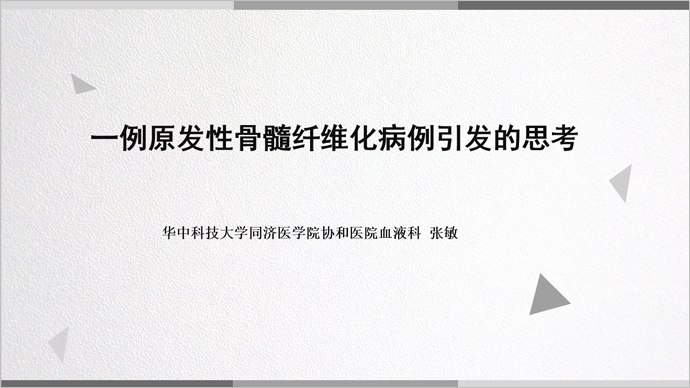 一例原发性骨髓纤维化病例引发的思考
华中科技大学同济医学院协和医院血液科 张敏